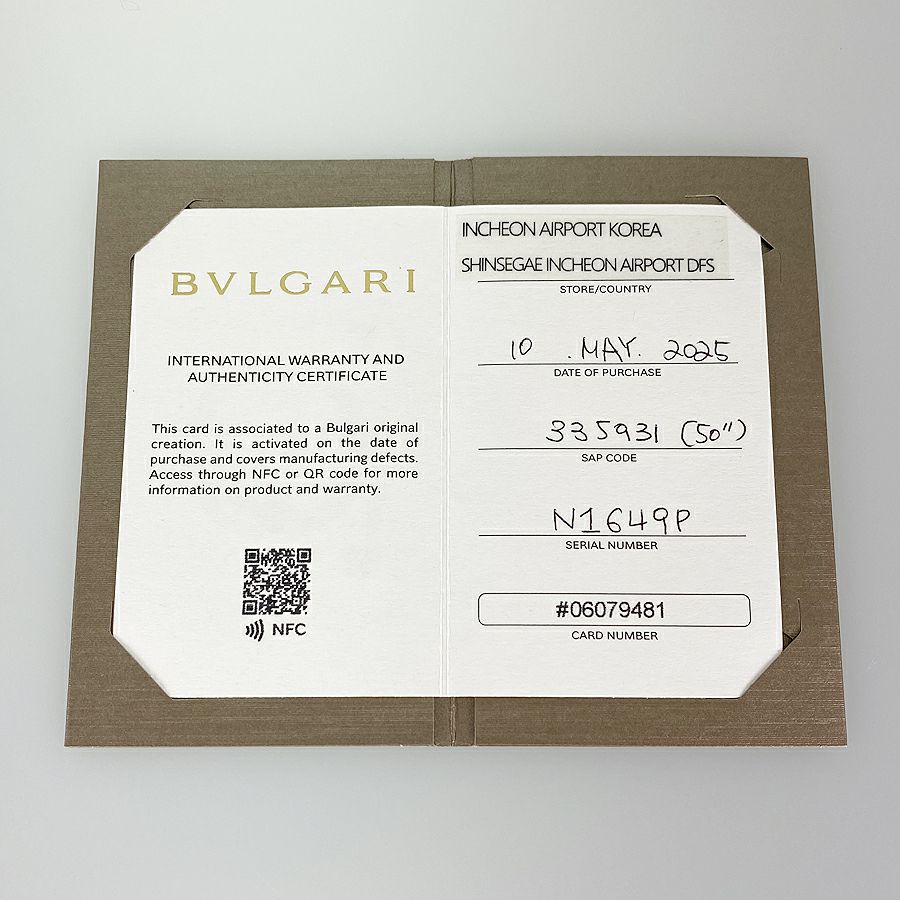 BVLGARI
INTERNATIONAL WARRANTY AND
AUTHENTICITY CERTIFICATE
This card is associated to a Bulgari original
creation. It is activated on the date of
purchase and covers manufacturing defects.
Access through NFC or QR code for more
information on product and warranty.
NFC
INCHEON AIRPORT KOREA
SHINSEGAE INCHEON AIRPORT DFS
STORE/COUNTRY
10 . MAY. 2025
DATE OF PURCHASE
335931 (50")
SAP CODE
N1649P
SERIAL NUMBER
#06079481
CARD NUMBER